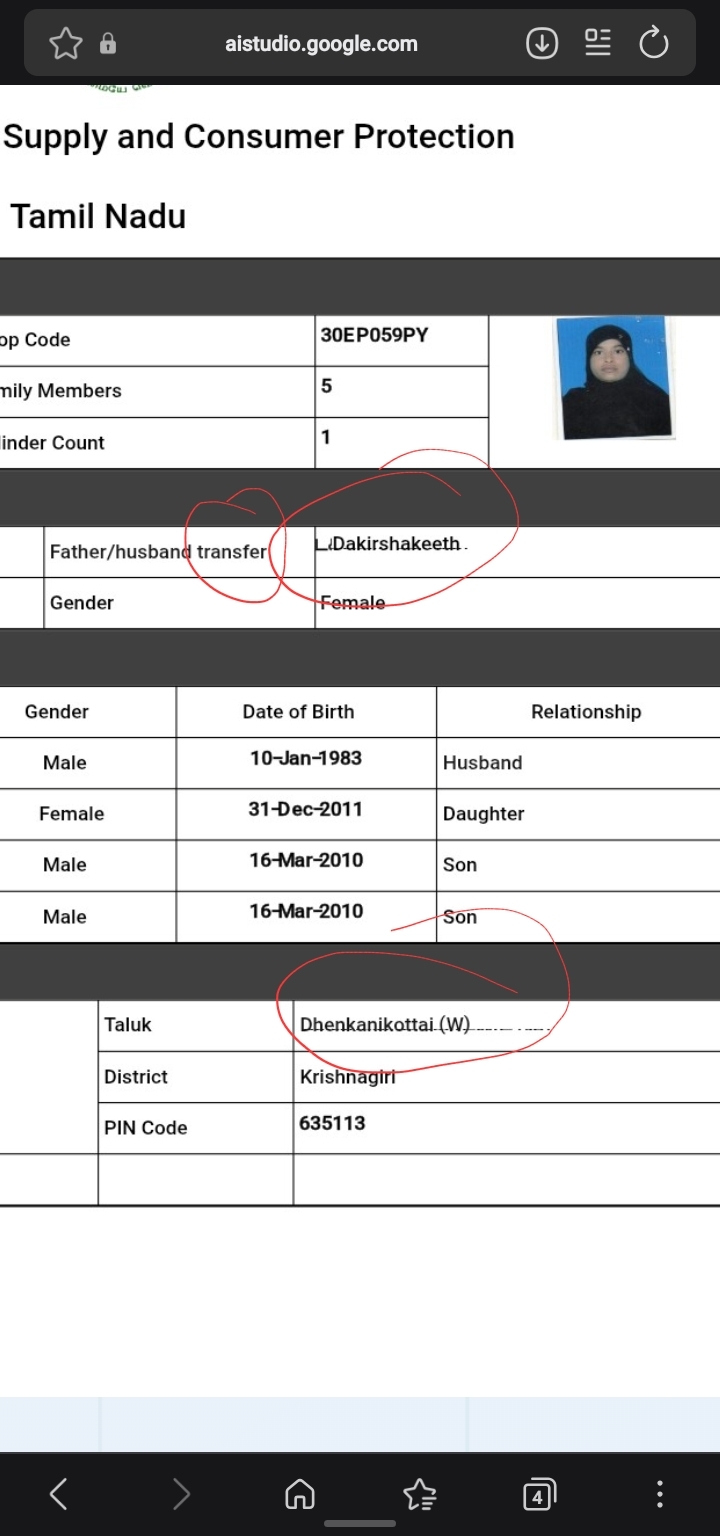 aistudio.google.com
Supply and Consumer Protection
Tamil Nadu
op Code 30EP059PY
mily Members 5
inder Count 1
Father/husband transfer L.Dakirshakeeth
Gender Female
Gender Date of Birth Relationship
Male 10-Jan-1983 Husband
Female 31-Dec-2011 Daughter
Male 16-Mar-2010 Son
Male 16-Mar-2010 Son
Taluk Dhenkanikottai (W)
District Krishnagiri
PIN Code 635113
4